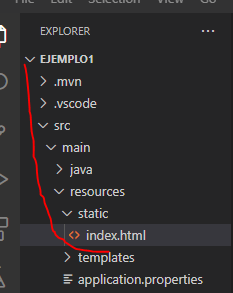 File Edit Selection View Go
EXPLORER
EJEMPLO1
.mvn
.vscode
src
main
java
resources
static
<> index.html
templates
application.properties